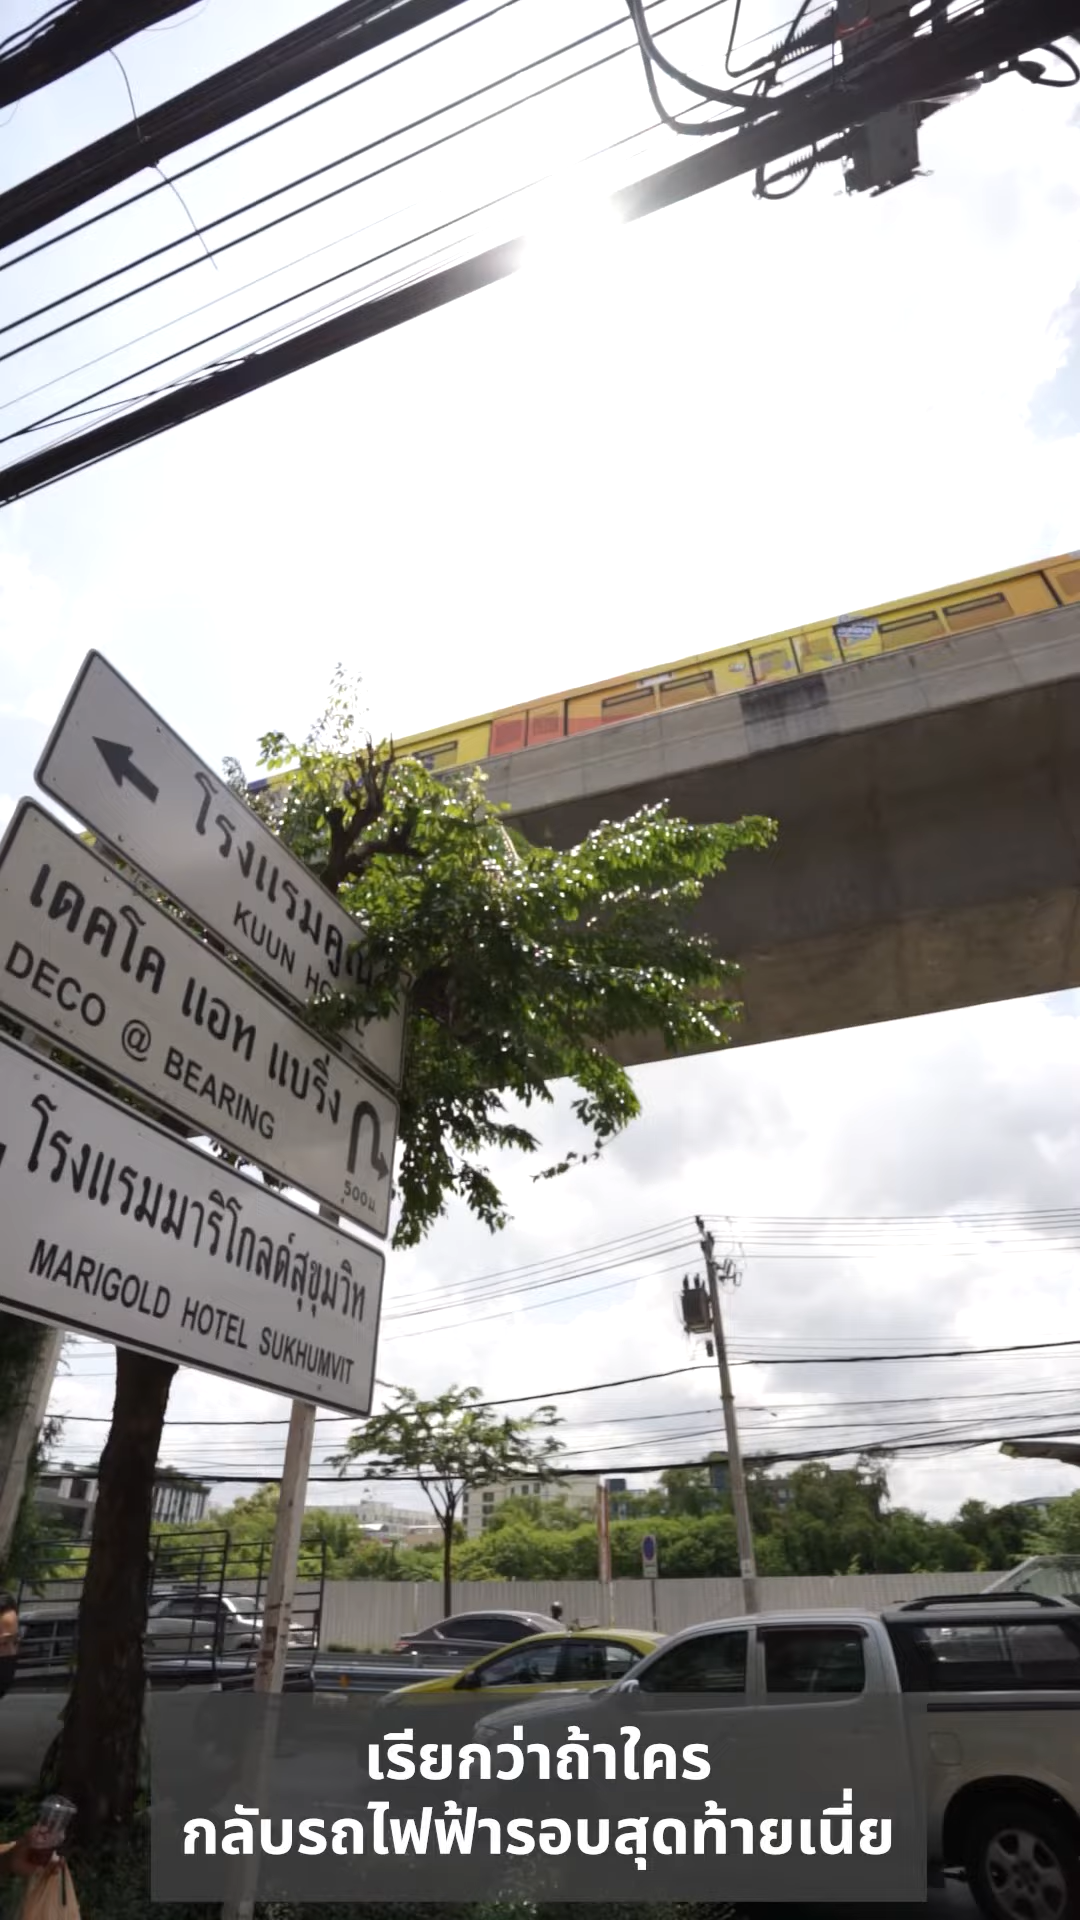 โรงแรมคูณ
KUUN
เดคโค แอท แบริ่ง
DECO @ BEARING
500ม.
โรงแรมมาริโกลด์สุขุมวิท
MARIGOLD HOTEL SUKHUMVIT
เรียกว่าถ้าใคร
กลับรถไฟฟ้ารอบสุดท้ายเนี่ย